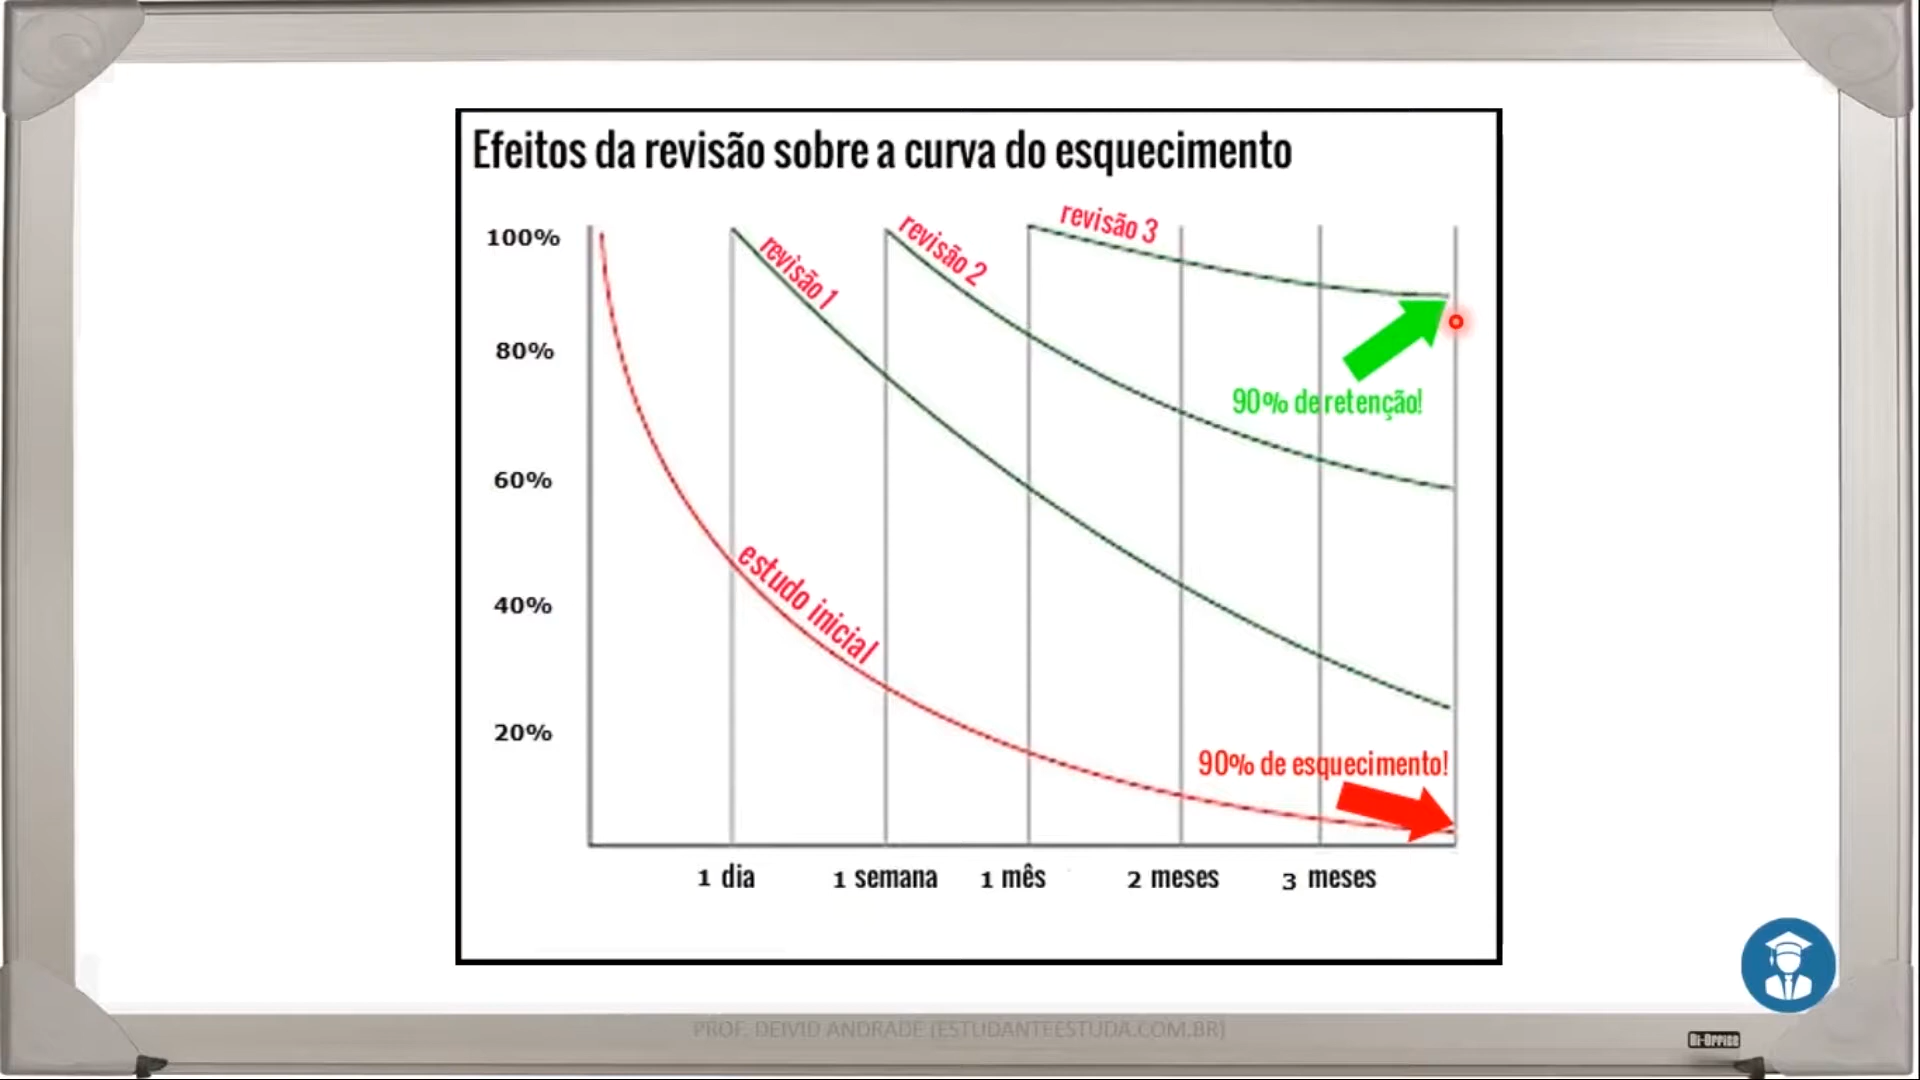 Efeitos da revisão sobre a curva do esquecimento
100%
80%
60%
40%
20%
revisão 1
revisão 2
revisão 3
estudo inicial
90% de retenção!
90% de esquecimento!
1 dia
1 semana
1 mês
2 meses
3 meses
PROF. DEIVID ANDRADE (ESTUDANTEESTUDA.COM.BR)
Bi-Office